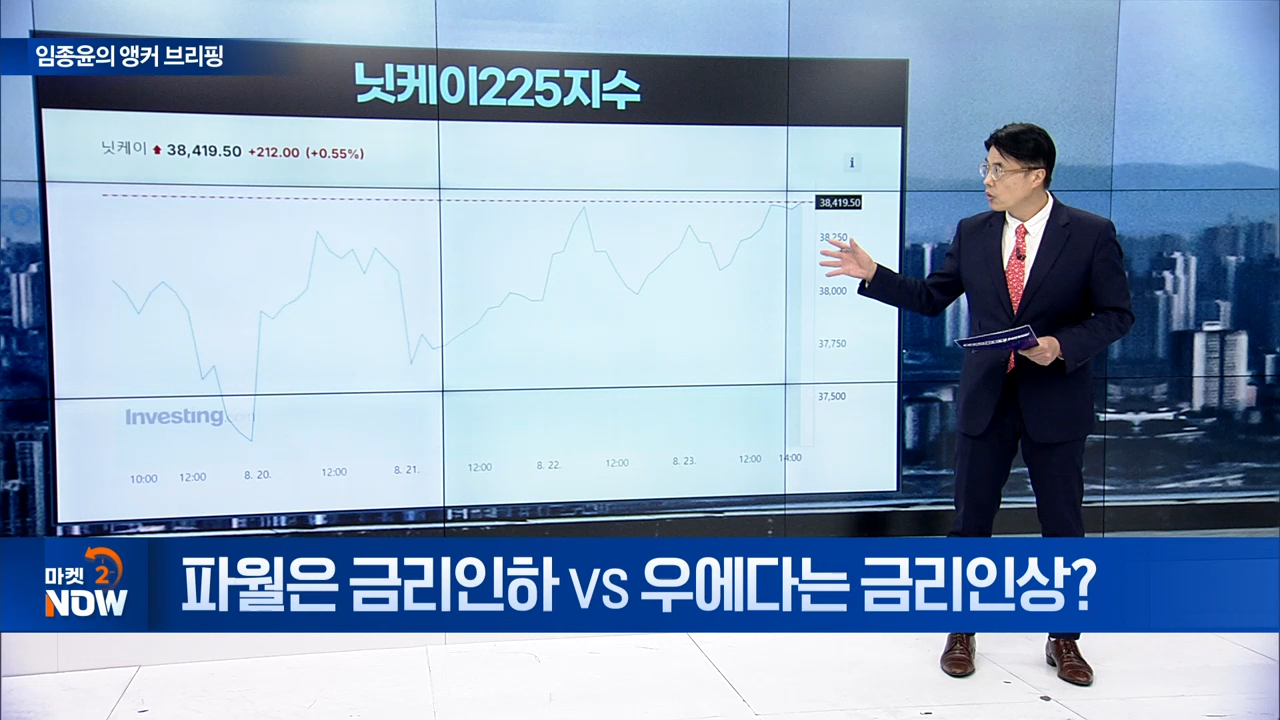 임종윤의 앵커 브리핑
닛케이225지수
닛케이 38,419.50 +212.00 (+0.55%)
i
38,419.50
38,250
38,000
37,750
37,500
Investing.com
10:00 12:00 8. 20. 12:00 8. 21. 12:00 8. 22. 12:00 8. 23. 12:00 14:00
마켓 2
NOW
파월은 금리인하 VS 우에다는 금리인상?